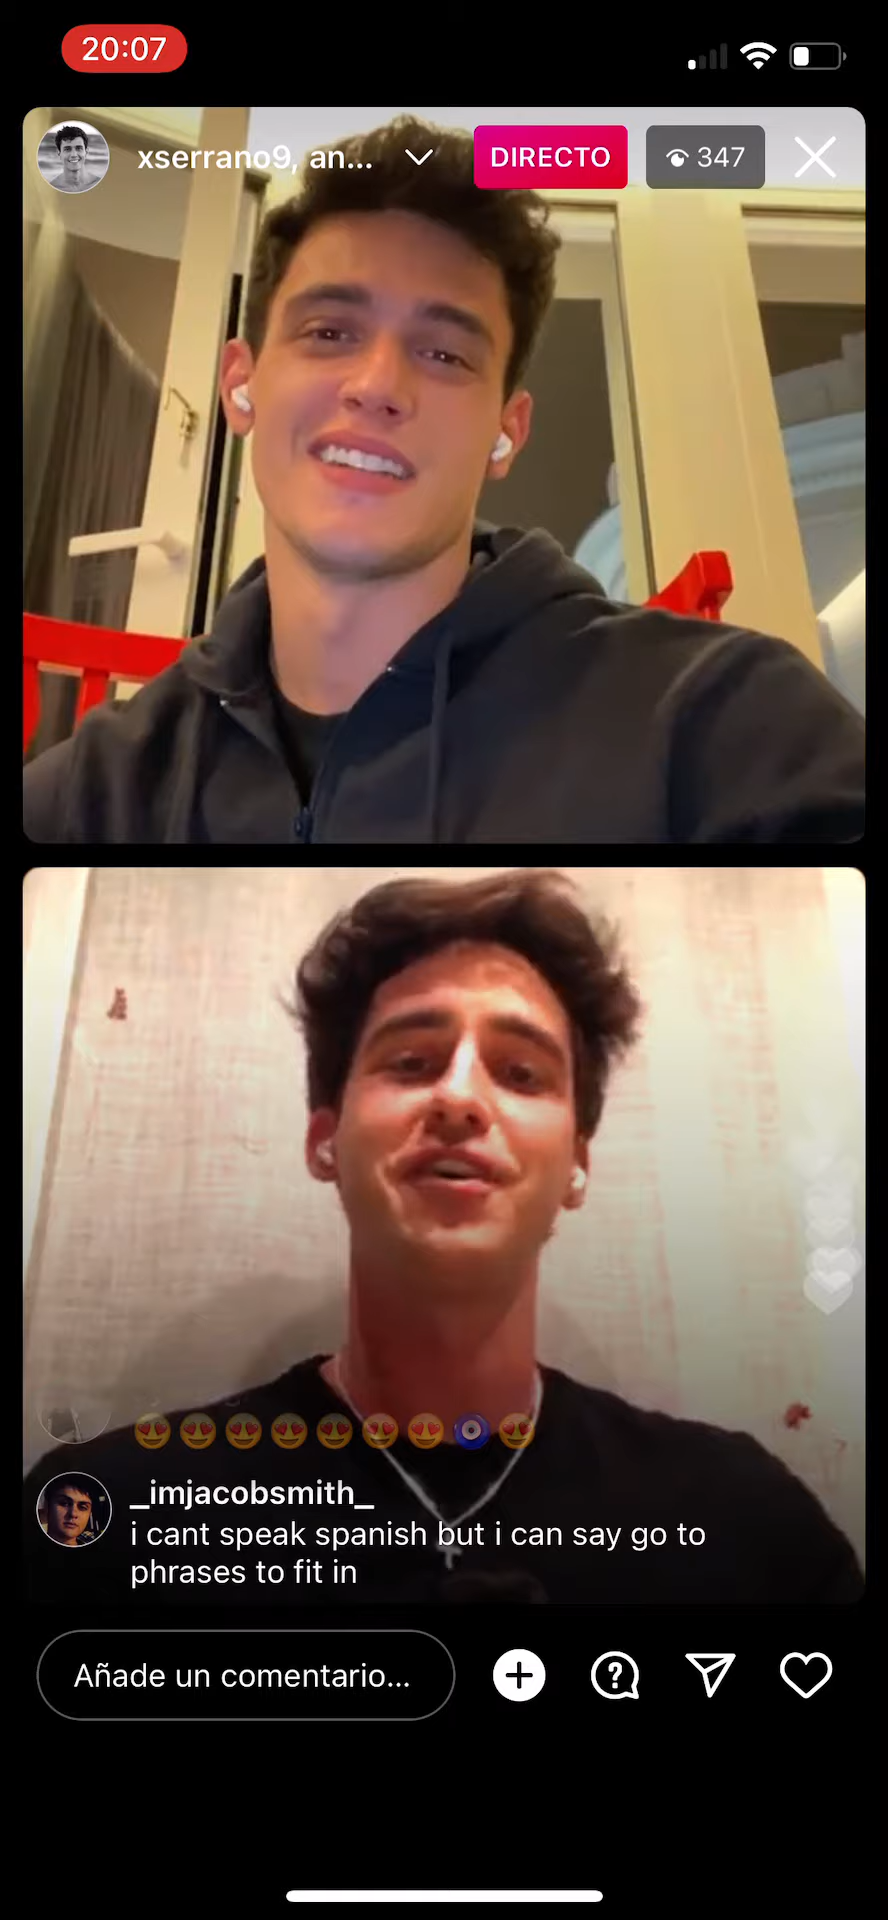 20:07
xserrano9, an...
DIRECTO
347
_imjacobsmith_
i cant speak spanish but i can say go to
phrases to fit in
Añade un comentario...